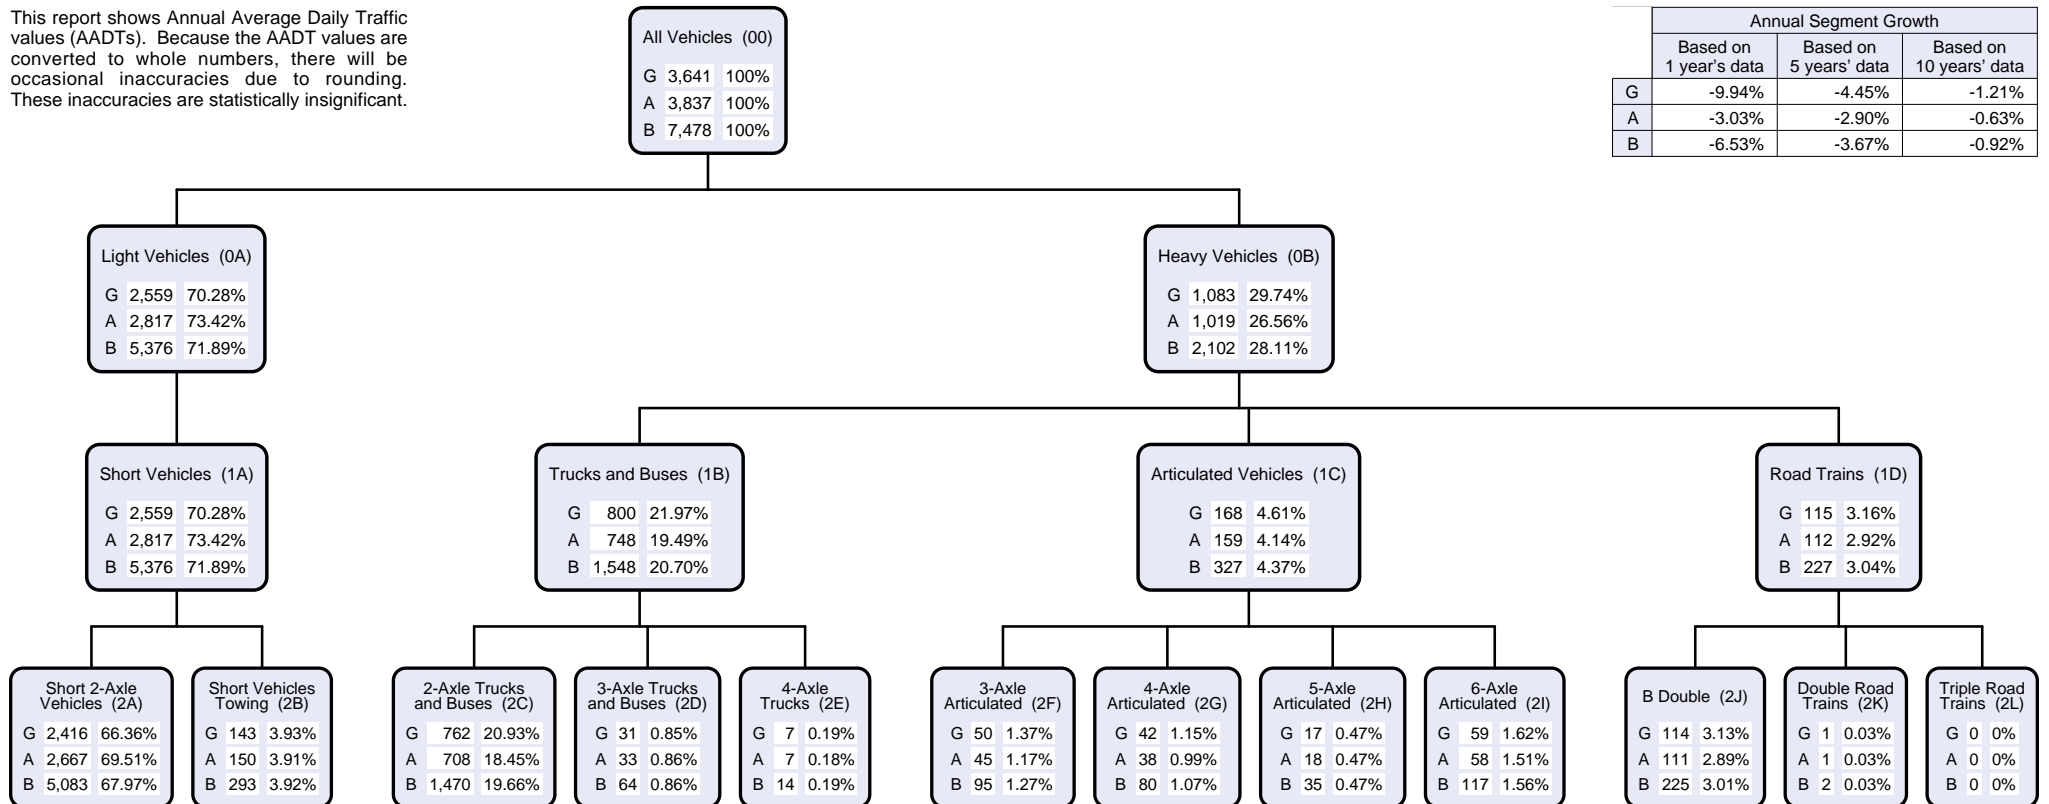 This report shows Annual Average Daily Traffic
values (AADTs). Because the AADT values are
converted to whole numbers, there will be
occasional inaccuracies due to rounding.
These inaccuracies are statistically insignificant.
All Vehicles (00)
G 3,641 100%
A 3,837 100%
B 7,478 100%
Annual Segment Growth
Based on 1 year's data Based on 5 years' data Based on 10 years' data
G -9.94% -4.45% -1.21%
A -3.03% -2.90% -0.63%
B -6.53% -3.67% -0.92%
Light Vehicles (0A)
G 2,559 70.28%
A 2,817 73.42%
B 5,376 71.89%
Heavy Vehicles (0B)
G 1,083 29.74%
A 1,019 26.56%
B 2,102 28.11%
Short Vehicles (1A)
G 2,559 70.28%
A 2,817 73.42%
B 5,376 71.89%
Trucks and Buses (1B)
G 800 21.97%
A 748 19.49%
B 1,548 20.70%
Articulated Vehicles (1C)
G 168 4.61%
A 159 4.14%
B 327 4.37%
Road Trains (1D)
G 115 3.16%
A 112 2.92%
B 227 3.04%
Short 2-Axle
Vehicles (2A)
G 2,416 66.36%
A 2,667 69.51%
B 5,083 67.97%
Short Vehicles
Towing (2B)
G 143 3.93%
A 150 3.91%
B 293 3.92%
2-Axle Trucks
and Buses (2C)
G 762 20.93%
A 708 18.45%
B 1,470 19.66%
3-Axle Trucks
and Buses (2D)
G 31 0.85%
A 33 0.86%
B 64 0.86%
4-Axle
Trucks (2E)
G 7 0.19%
A 7 0.18%
B 14 0.19%
3-Axle
Articulated (2F)
G 50 1.37%
A 45 1.17%
B 95 1.27%
4-Axle
Articulated (2G)
G 42 1.15%
A 38 0.99%
B 80 1.07%
5-Axle
Articulated (2H)
G 17 0.47%
A 18 0.47%
B 35 0.47%
6-Axle
Articulated (2I)
G 59 1.62%
A 58 1.51%
B 117 1.56%
B Double (2J)
G 114 3.13%
A 111 2.89%
B 225 3.01%
Double Road
Trains (2K)
G 1 0.03%
A 1 0.03%
B 2 0.03%
Triple Road
Trains (2L)
G 0 0%
A 0 0%
B 0 0%